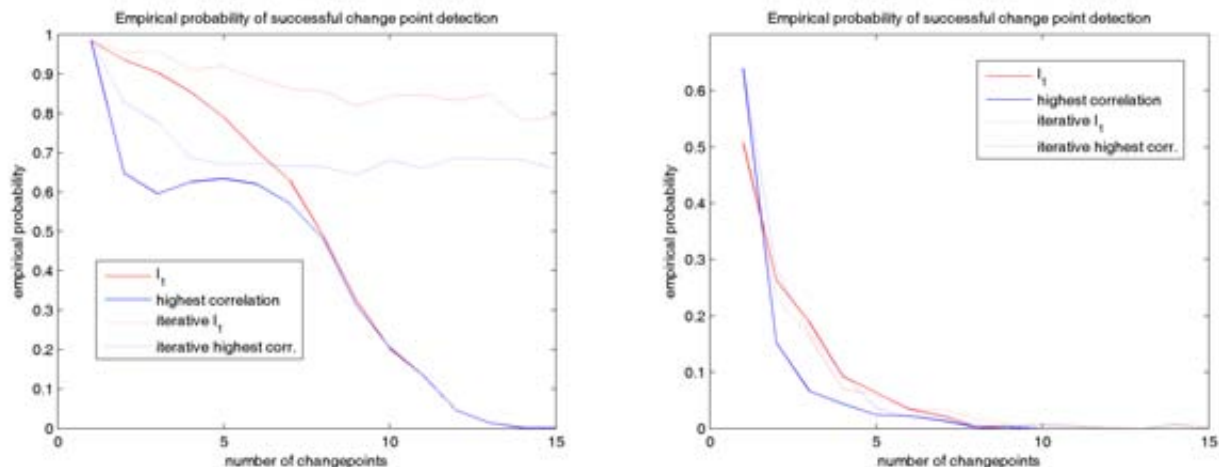 Empirical probability of successful change point detection
1
0.9
0.8
0.7
0.6
0.5
0.4
0.3
0.2
0.1
0
empirical probability
l1
highest correlation
iterative l1
iterative highest corr.
0
5
10
15
number of changepoints
Empirical probability of successful change point detection
0.6
0.5
0.4
0.3
0.2
0.1
0
empirical probability
l1
highest correlation
iterative l1
iterative highest corr.
0
5
10
15
number of changepoints